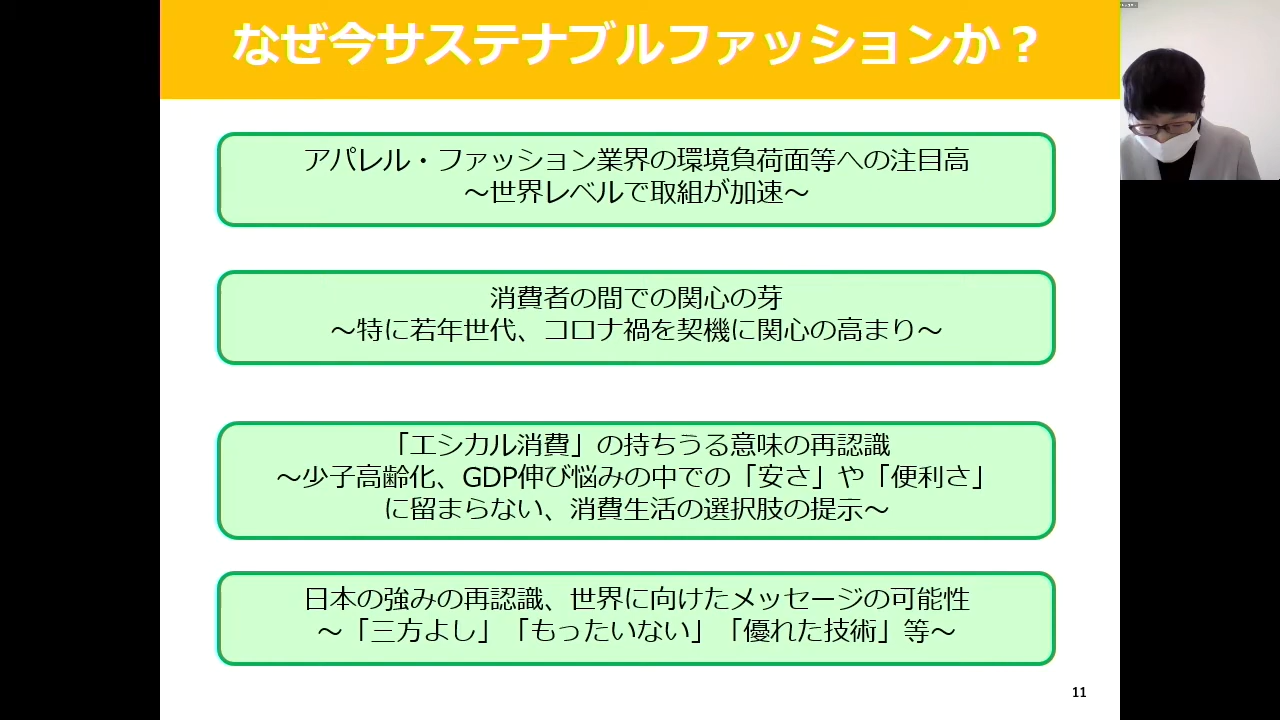 なぜ今サステナブルファッションか？
アパレル・ファッション業界の環境負荷面等への注目高
～世界レベルで取組が加速～
消費者の間での関心の芽
～特に若年世代、コロナ禍を契機に関心の高まり～
「エシカル消費」の持ちうる意味の再認識
～少子高齢化、GDP伸び悩みの中での「安さ」や「便利さ」
に留まらない、消費生活の選択肢の提示～
日本の強みの再認識、世界に向けたメッセージの可能性
～「三方よし」「もったいない」「優れた技術」等～
11